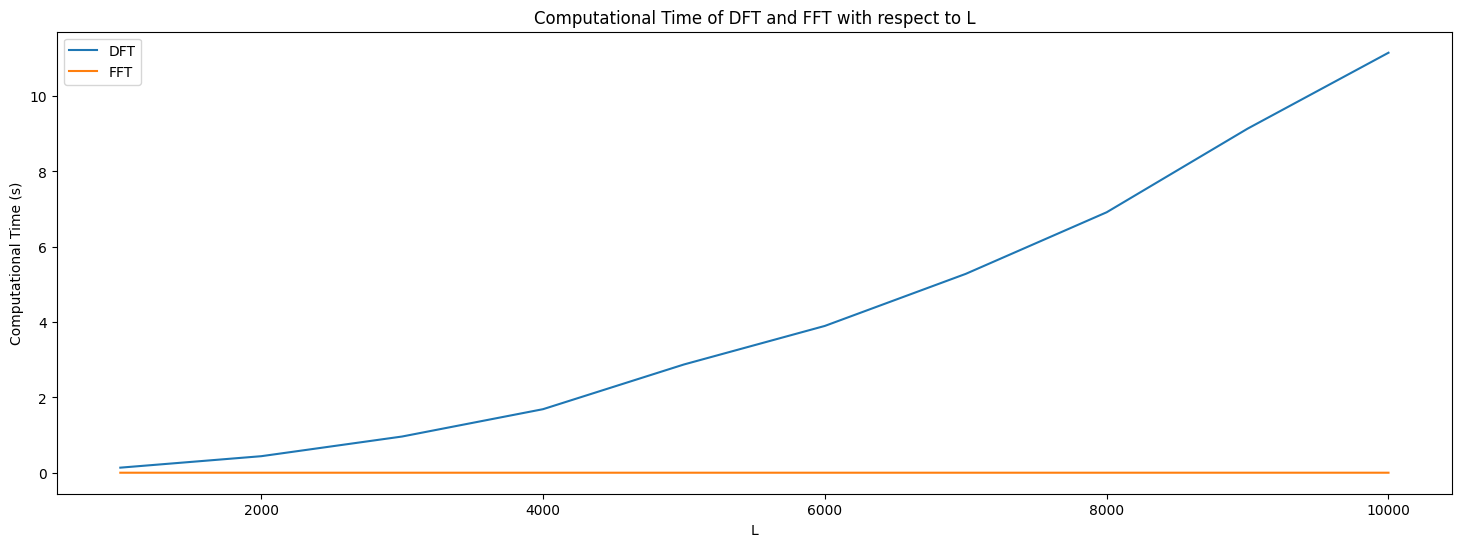 Computational Time of DFT and FFT with respect to L
DFT
FFT
Computational Time (s)
10
8
6
4
2
0
2000 4000 6000 8000 10000
L